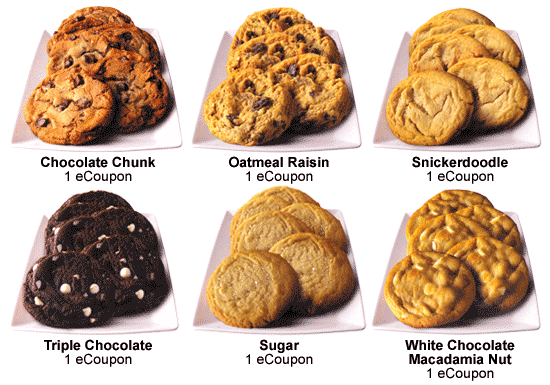 Chocolate Chunk
1 eCoupon
Oatmeal Raisin
1 eCoupon
Snickerdoodle
1 eCoupon
Triple Chocolate
1 eCoupon
Sugar
1 eCoupon
White Chocolate
Macadamia Nut
1 eCoupon